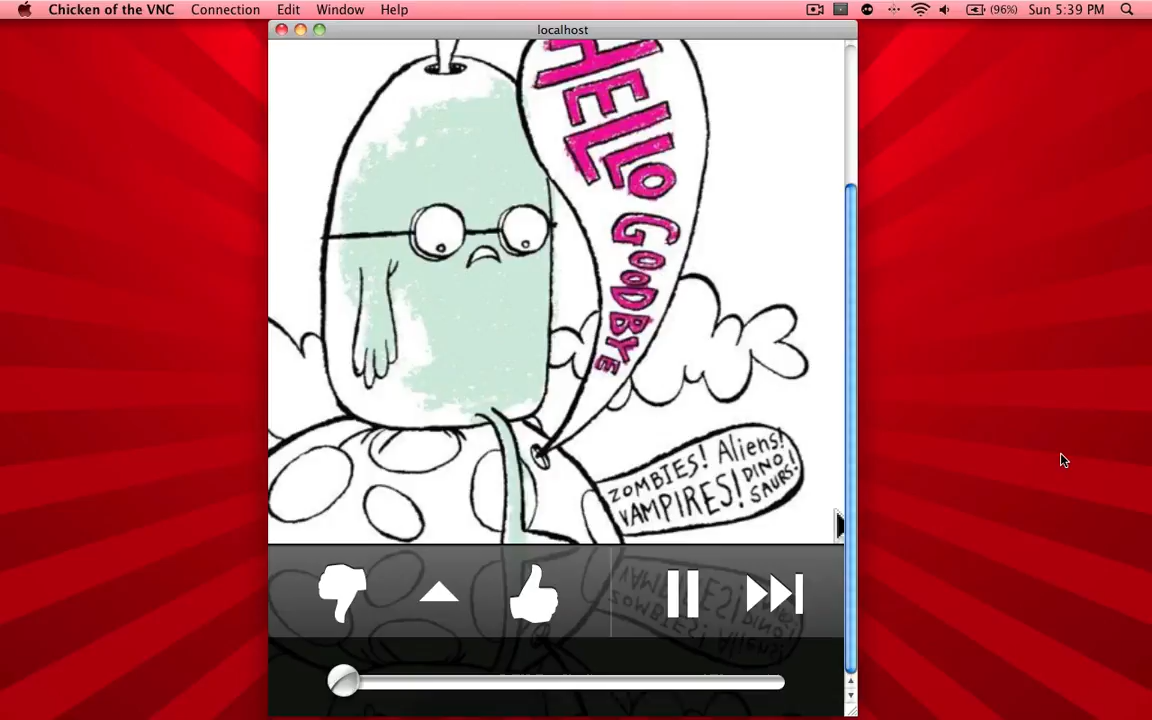 Chicken of the VNC Connection Edit Window Help (96%) Sun 5:39 PM
localhost
HELLO
GOODBYE
ZOMBIES! Aliens!
VAMPIRES! DINO
SAURS!